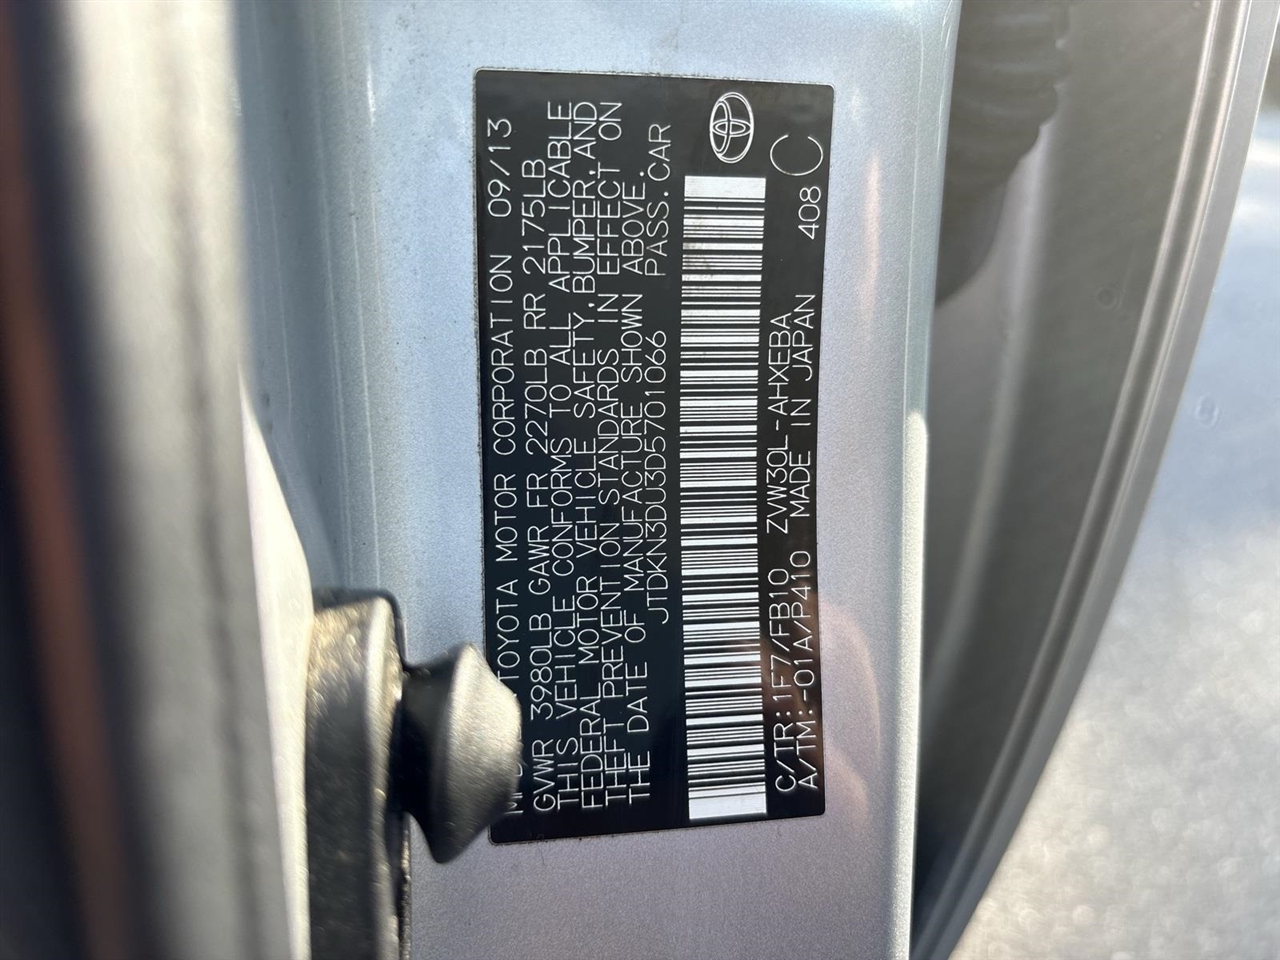 TOYOTA MOTOR CORPORATION 09/13
GVWR 3980LB GAWR FR 2270LB RR 2175LB
THIS VEHICLE CONFORMS TO ALL APPLICABLE
FEDERAL MOTOR VEHICLE SAFETY, BUMPER, AND
THEFT PREVENTION STANDARDS IN EFFECT ON
THE DATE OF MANUFACTURE SHOWN ABOVE.
JTDKN3DU3D5701066 PASS.CAR
C/TR:1F7/FB10 ZVW30L-AHXEBA 408 C
A/TM:-01A/P410 MADE IN JAPAN